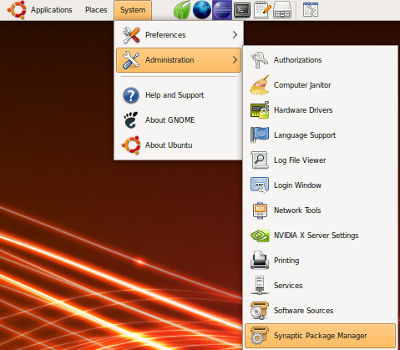 Applications Places System
Preferences
Administration
Help and Support
About GNOME
About Ubuntu
Authorizations
Computer Janitor
Hardware Drivers
Language Support
Log File Viewer
Login Window
Network Tools
NVIDIA X Server Settings
Printing
Services
Software Sources
Synaptic Package Manager